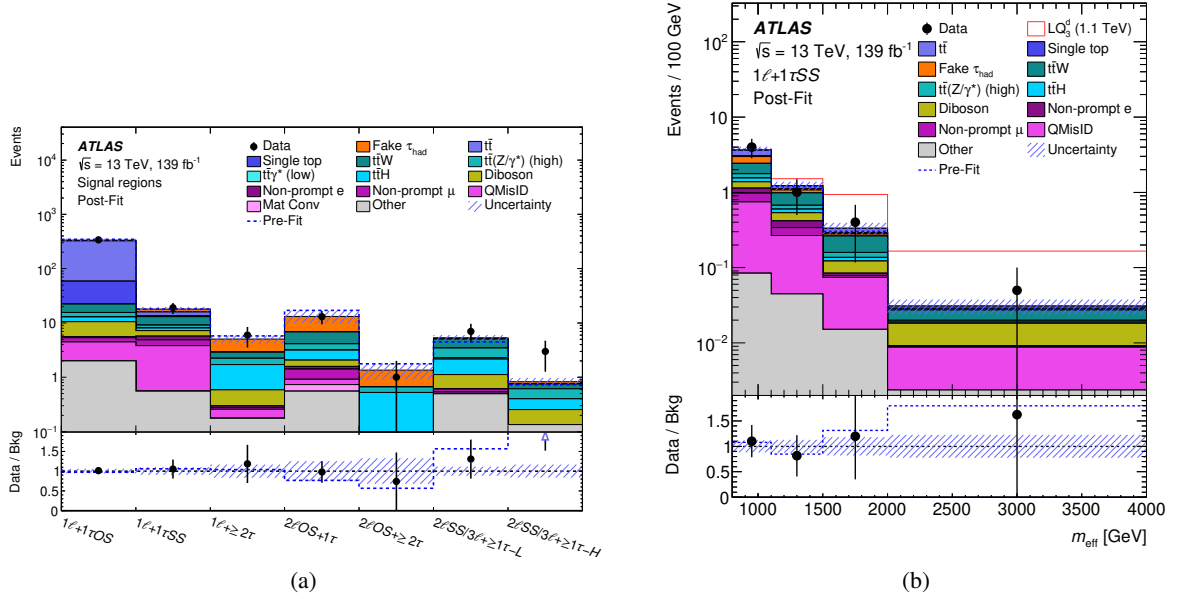 ATLAS
√s = 13 TeV, 139 fb⁻¹
Signal regions
Post-Fit
Data
Fake τhad
tt̄
Single top
tt̄W
tt̄(Z/γ*) (high)
tt̄γ* (low)
tt̄H
Diboson
Non-prompt e
Non-prompt μ
QMisID
Mat Conv
Other
Uncertainty
Pre-Fit
Events
10⁴
10³
10²
10
1
10⁻¹
Data / Bkg
1.5
1
0.5
0
1ℓ+1τOS
1ℓ+1τSS
1ℓ+≥2τ
2ℓOS+1τ
2ℓOS+≥2τ
2ℓSS/3ℓ+≥1τ−L
2ℓSS/3ℓ+≥1τ−H
(a)
ATLAS
√s = 13 TeV, 139 fb⁻¹
1ℓ+1τSS
Post-Fit
Data
LQ₃ᵈ (1.1 TeV)
tt̄
Single top
Fake τhad
tt̄W
tt̄(Z/γ*) (high)
tt̄H
Diboson
Non-prompt e
Non-prompt μ
QMisID
Other
Uncertainty
Pre-Fit
Events / 100 GeV
10²
10
1
10⁻¹
10⁻²
Data / Bkg
1.5
1
0.5
0
1000 1500 2000 2500 3000 3500 4000
800
meff [GeV]
(b)